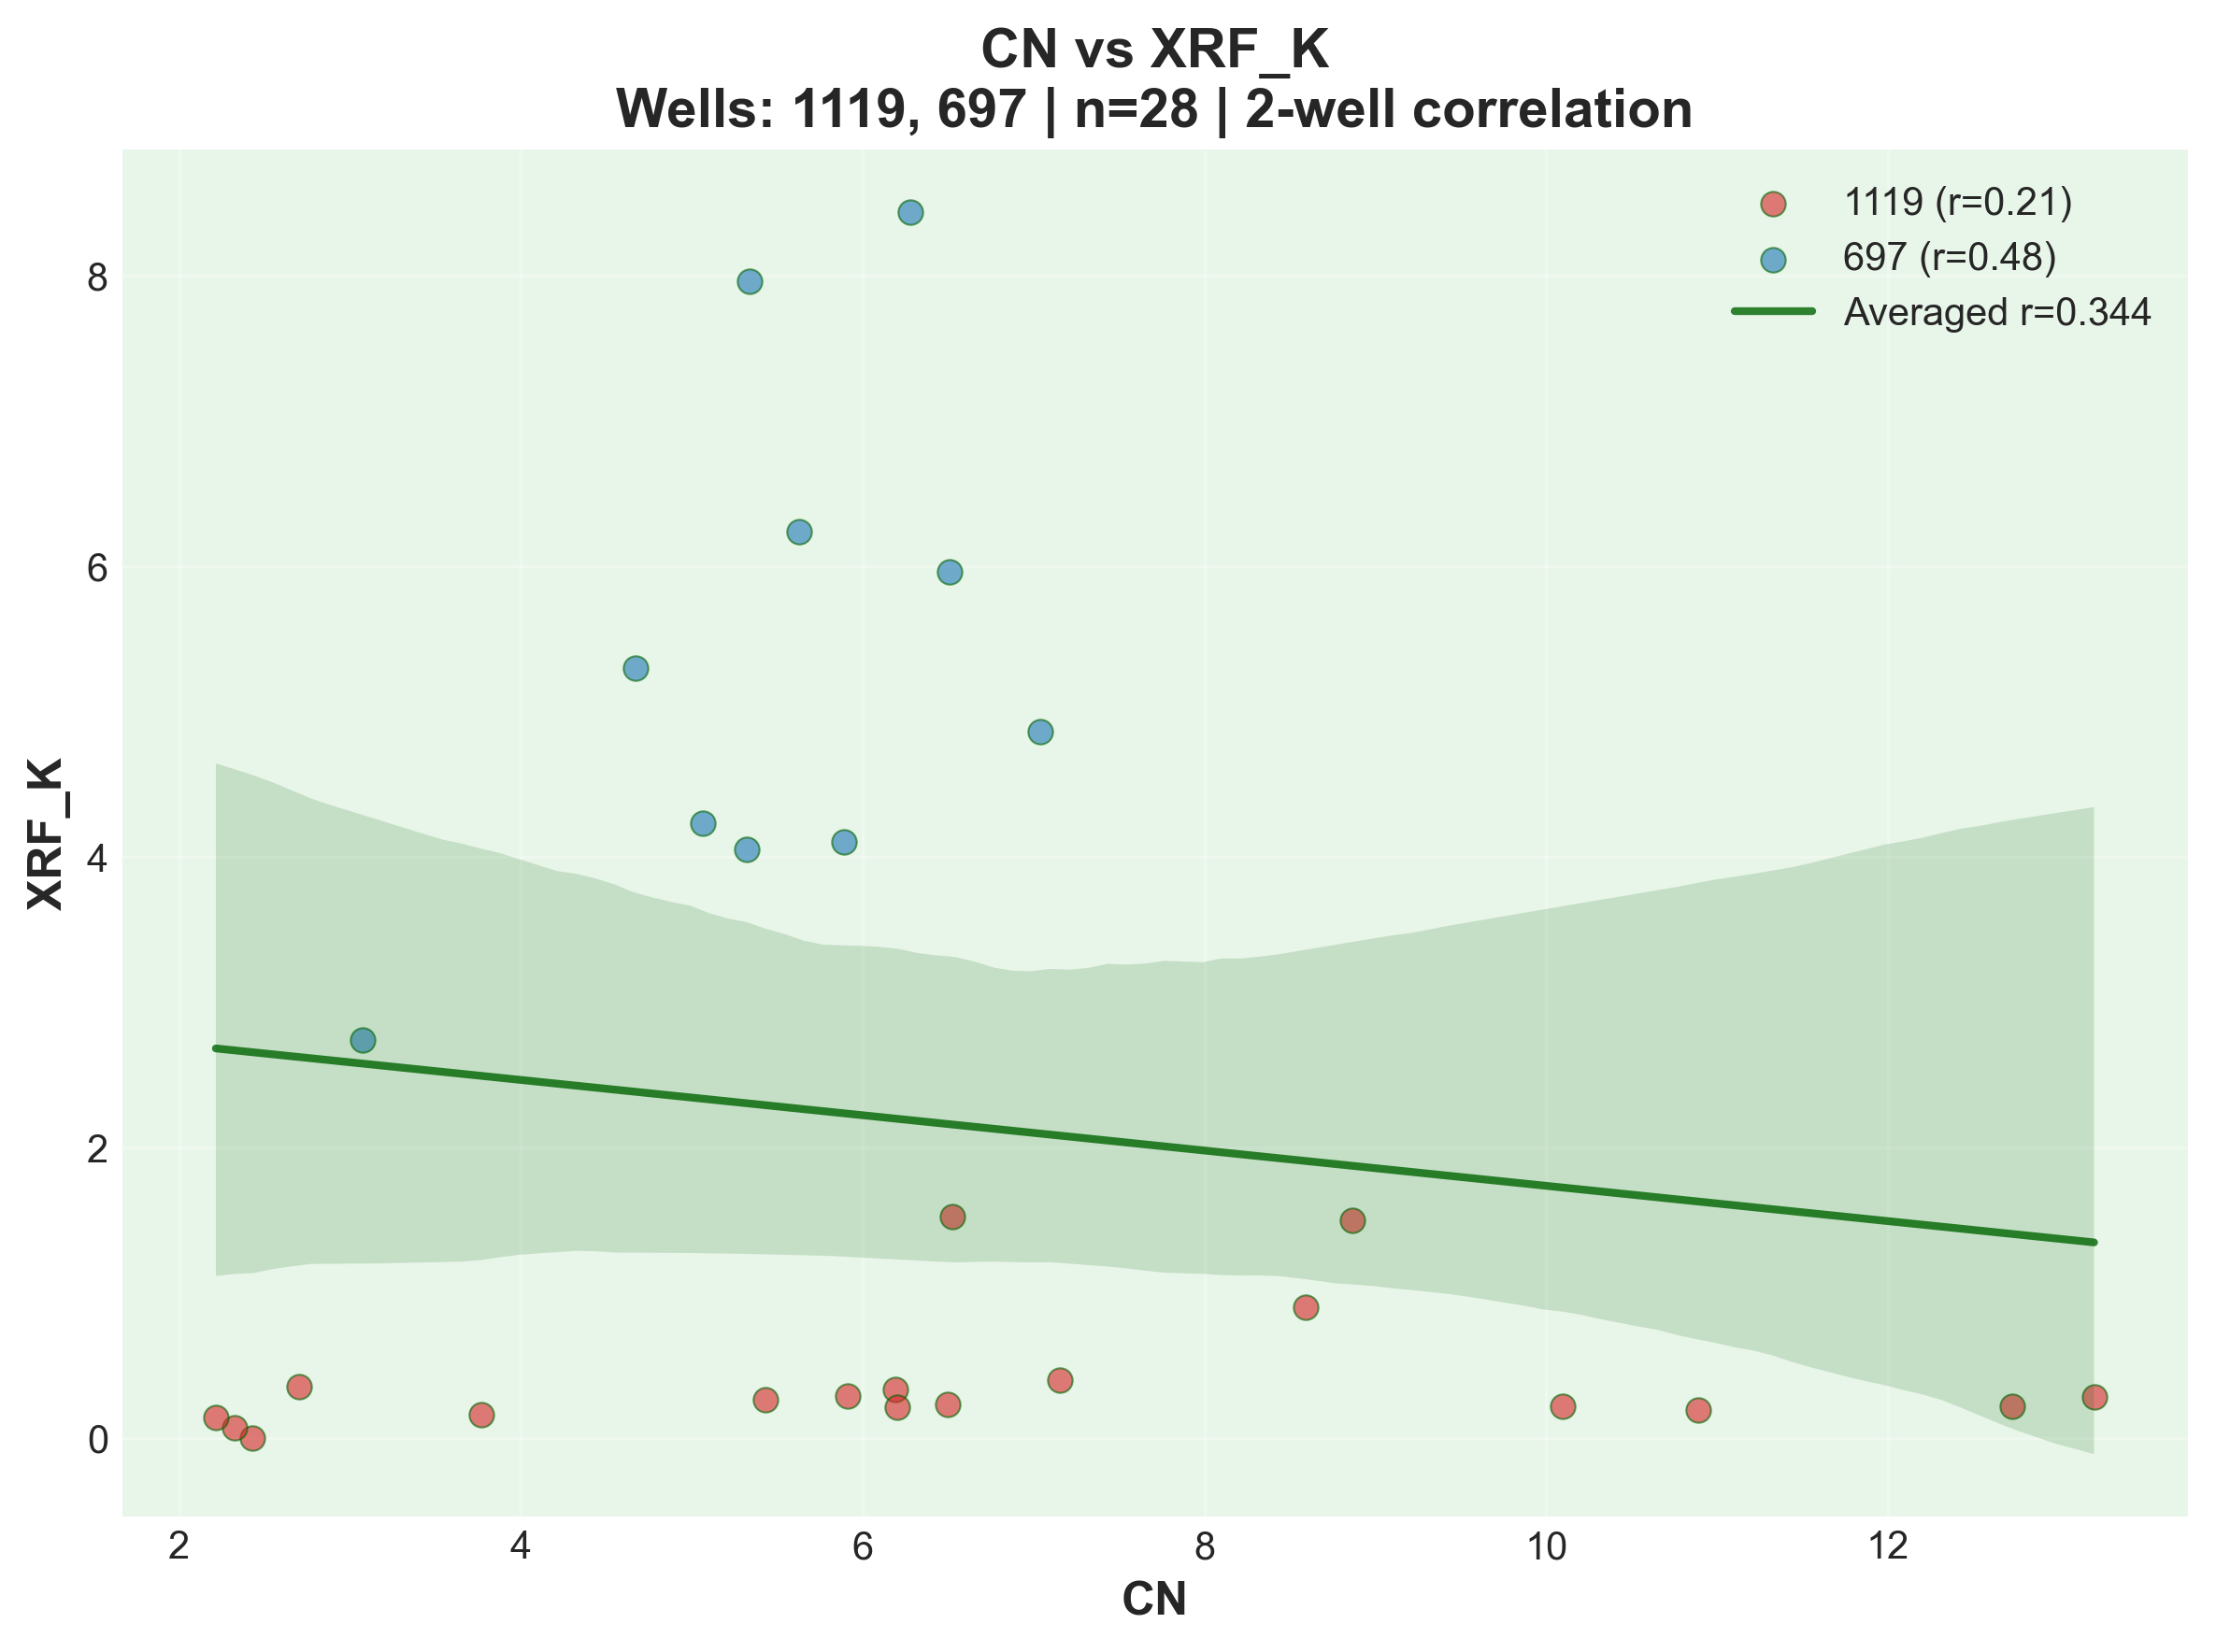 CN vs XRF_K
Wells: 1119, 697 | n=28 | 2-well correlation
1119 (r=0.21)
697 (r=0.48)
Averaged r=0.344
8
6
4
2
0
XRF_K
2 4 6 8 10 12
CN